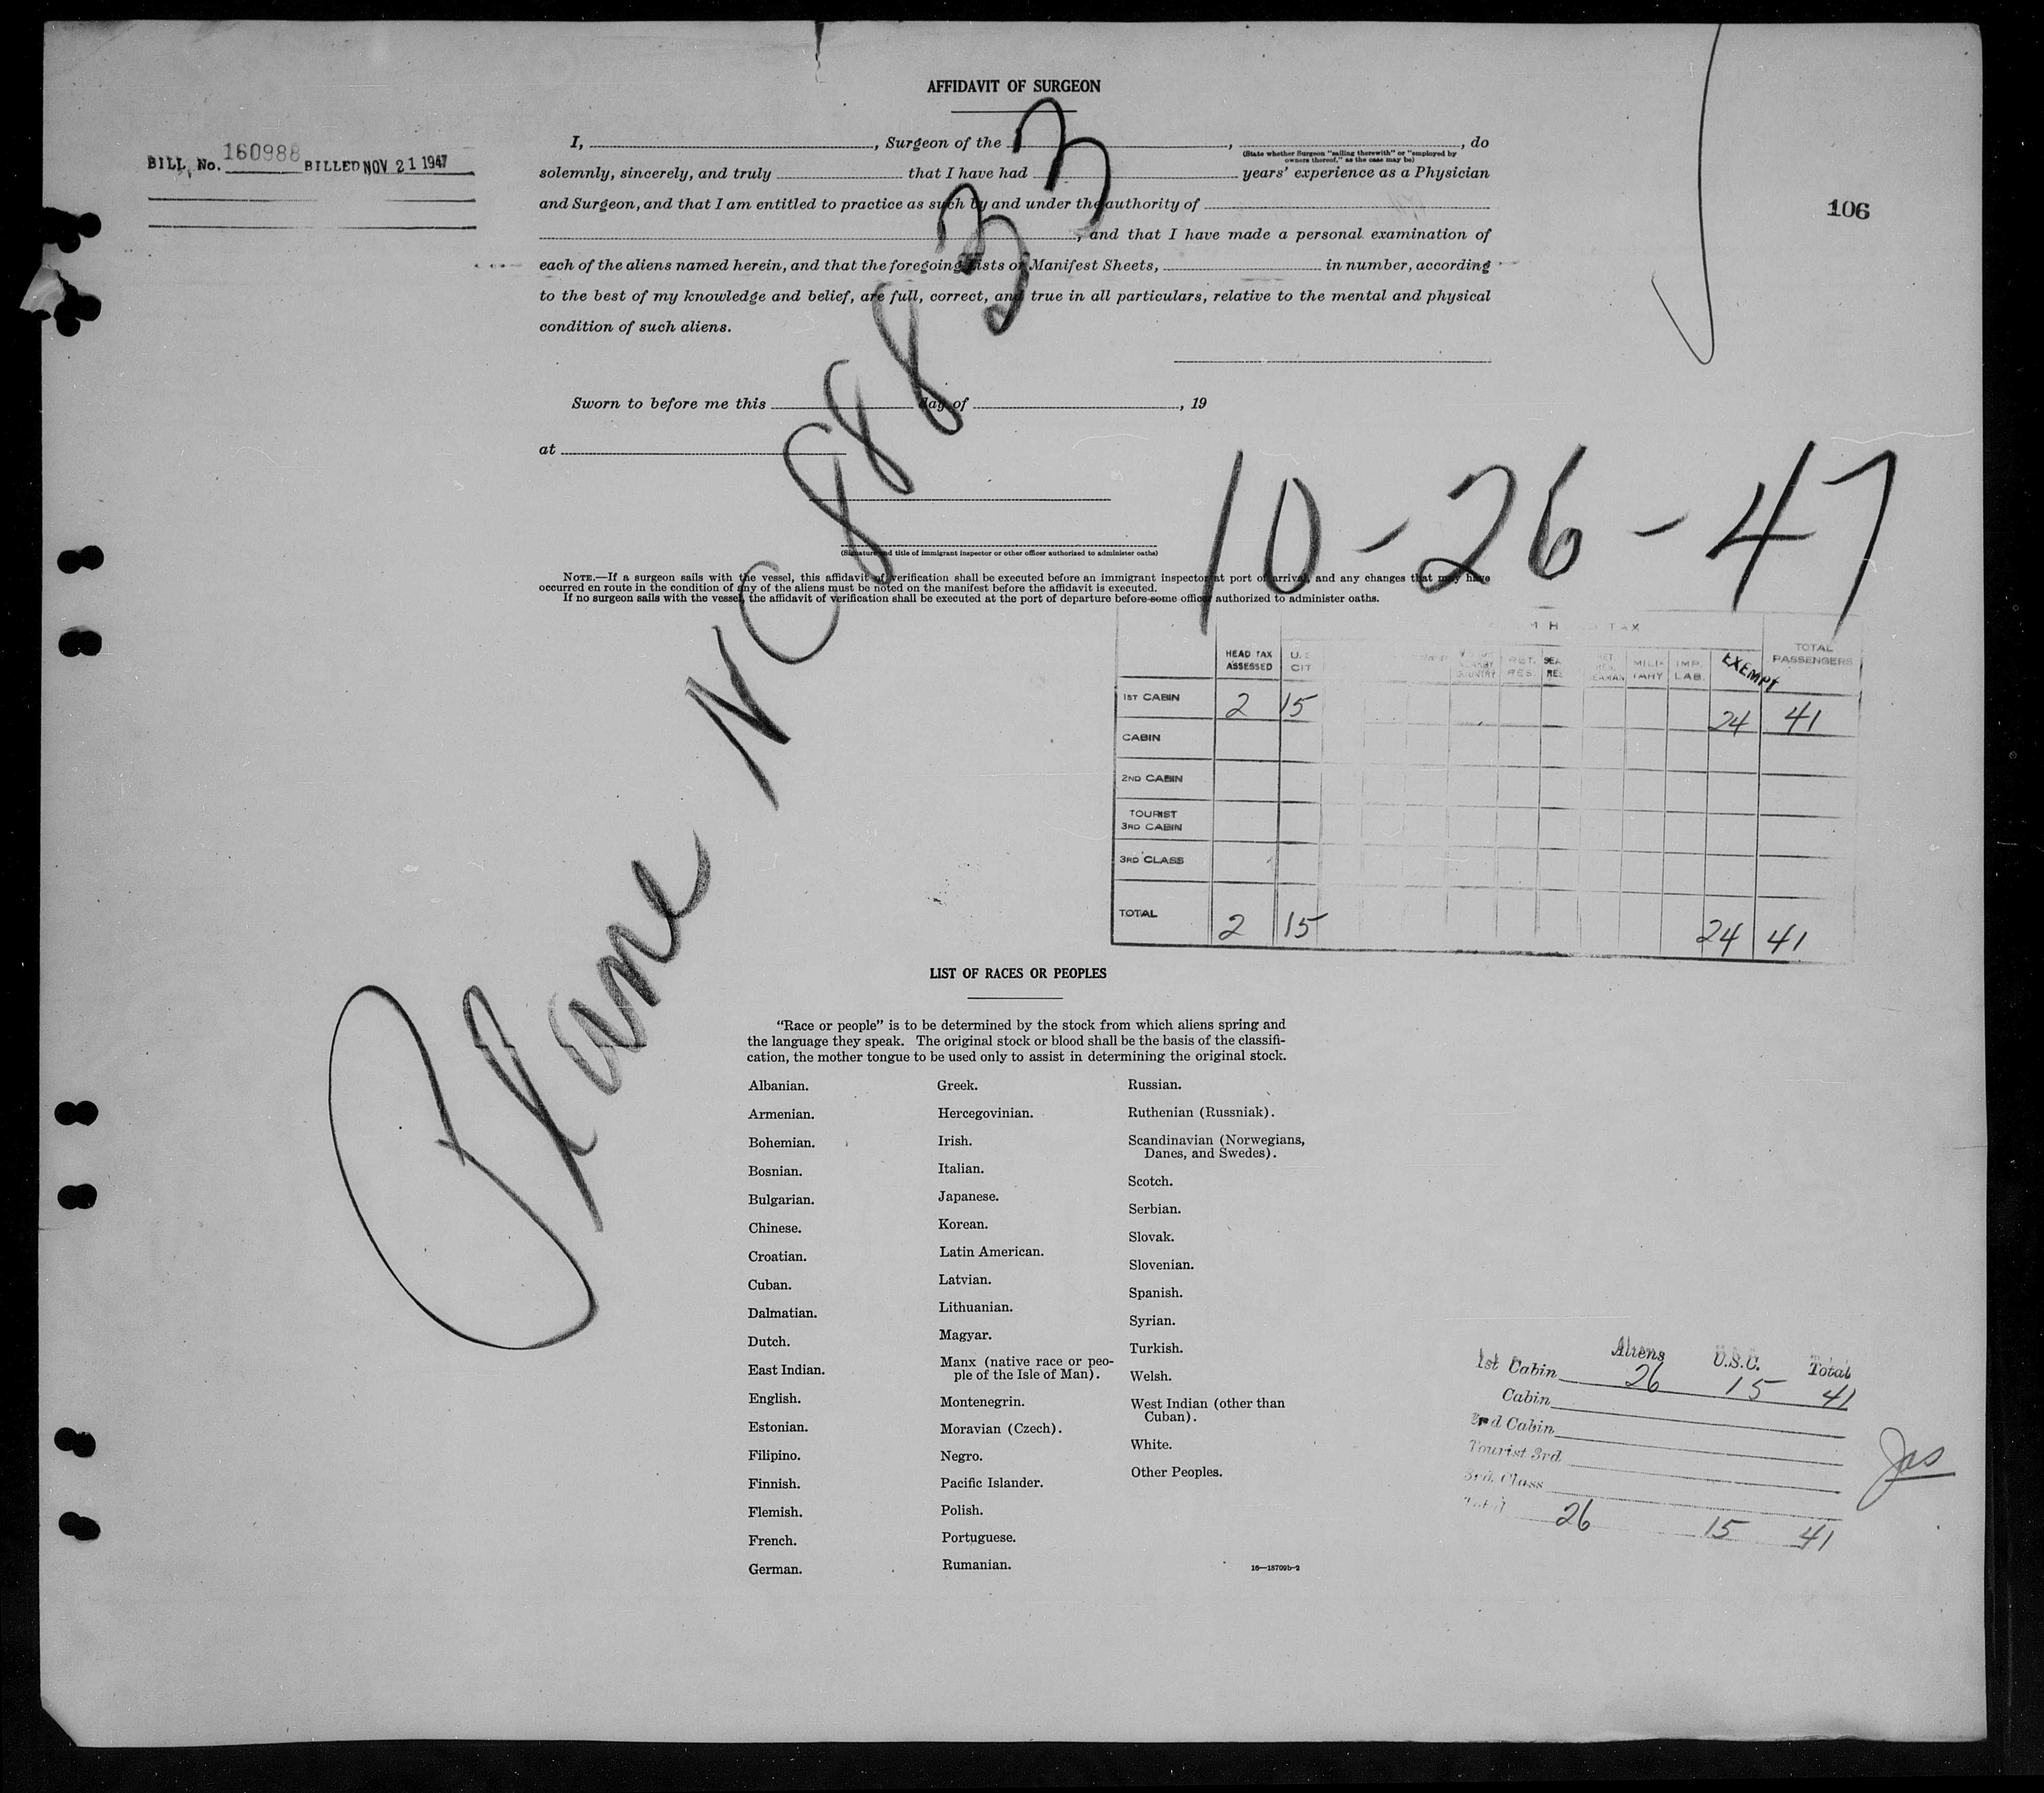 AFFIDAVIT OF SURGEON
BILL No. 160988 BILLED NOV 21 1947
I, , Surgeon of the , , do
(State whether Surgeon "sailing therewith" or "employed by
owners thereof," as the case may be)
solemnly, sincerely, and truly that I have had years' experience as a Physician
and Surgeon, and that I am entitled to practice as such by and under the authority of
106
, and that I have made a personal examination of
each of the aliens named herein, and that the foregoing Lists or Manifest Sheets, in number, according
to the best of my knowledge and belief, are full, correct, and true in all particulars, relative to the mental and physical
condition of such aliens.
Sworn to before me this day of , 19
at
Plane NC 88833
10-26-47
(Signature and title of immigrant inspector or other officer authorized to administer oaths)
NOTE.—If a surgeon sails with the vessel, this affidavit of verification shall be executed before an immigrant inspector at port of arrival, and any changes that may have
occurred en route in the condition of any of the aliens must be noted on the manifest before the affidavit is executed.
If no surgeon sails with the vessel, the affidavit of verification shall be executed at the port of departure before some officer authorized to administer oaths.
TAX
HEAD TAX ASSESSED U.S. CIT RET. RES. MILI-TARY IMP. LAB. EXEMPT TOTAL PASSENGERS
1ST CABIN 2 15 24 41
CABIN
2ND CABIN
TOURIST
3RD CABIN
3RD CLASS
TOTAL 2 15 24 41
LIST OF RACES OR PEOPLES
"Race or people" is to be determined by the stock from which aliens spring and
the language they speak. The original stock or blood shall be the basis of the classifi-
cation, the mother tongue to be used only to assist in determining the original stock.
Albanian.
Armenian.
Bohemian.
Bosnian.
Bulgarian.
Chinese.
Croatian.
Cuban.
Dalmatian.
Dutch.
East Indian.
English.
Estonian.
Filipino.
Finnish.
Flemish.
French.
German.
Greek.
Hercegovinian.
Irish.
Italian.
Japanese.
Korean.
Latin American.
Latvian.
Lithuanian.
Magyar.
Manx (native race or peo-
ple of the Isle of Man).
Montenegrin.
Moravian (Czech).
Negro.
Pacific Islander.
Polish.
Portuguese.
Rumanian.
Russian.
Ruthenian (Russniak).
Scandinavian (Norwegians,
Danes, and Swedes).
Scotch.
Serbian.
Slovak.
Slovenian.
Spanish.
Syrian.
Turkish.
Welsh.
West Indian (other than
Cuban).
White.
Other Peoples.
16—18709b-2
Aliens U.S.C. Total
1st Cabin 26 15 41
Cabin
2nd Cabin
Tourist 3rd
3rd. Class
Total 26 15 41